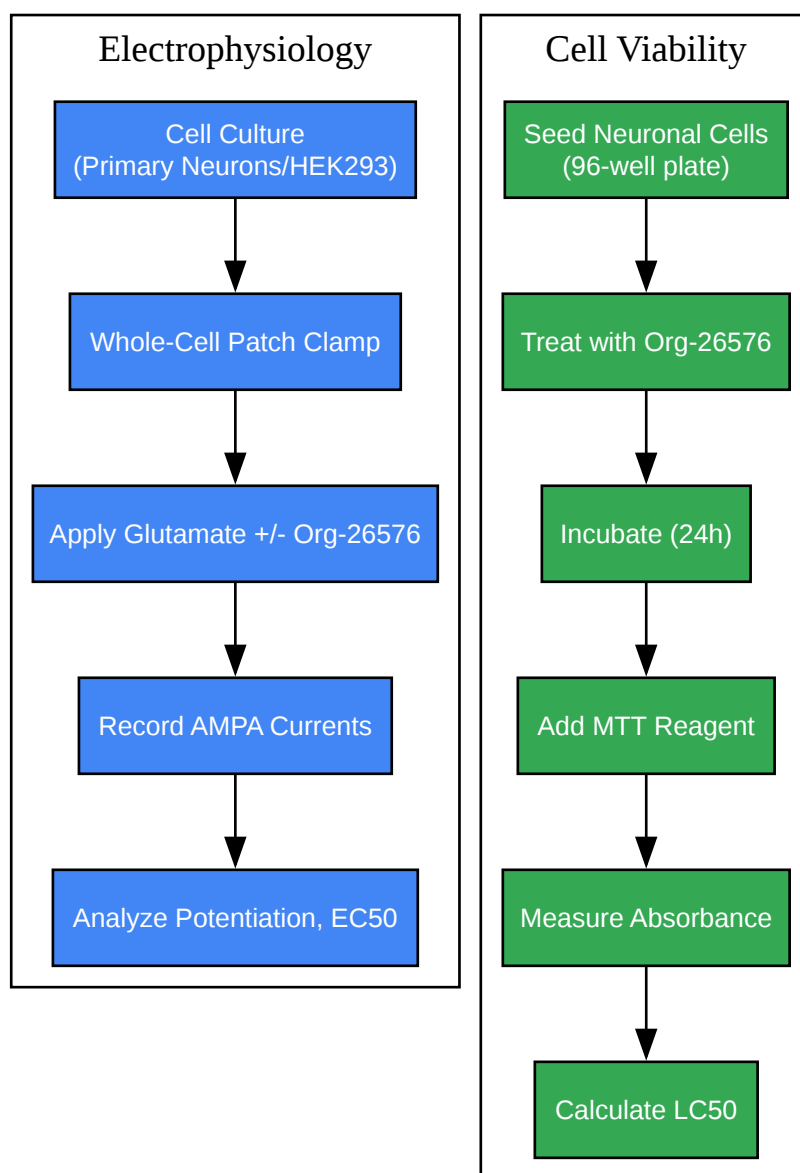 Electrophysiology
Cell Culture
(Primary Neurons/HEK293)
Whole-Cell Patch Clamp
Apply Glutamate +/- Org-26576
Record AMPA Currents
Analyze Potentiation, EC50
Cell Viability
Seed Neuronal Cells
(96-well plate)
Treat with Org-26576
Incubate (24h)
Add MTT Reagent
Measure Absorbance
Calculate LC50